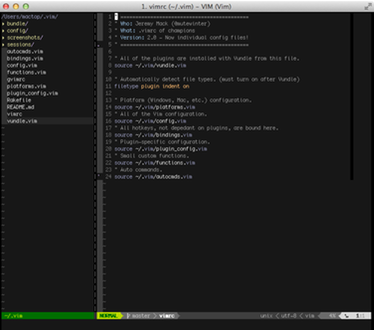 1. vimrc (~/.vim) – VIM (Vim)
/Users/mactop/.vim/
▸ bundle/
▸ config/
▸ screenshots/
▸ sessions/
autocmds.vim
bindings.vim
config.vim
functions.vim
gvimrc
platforms.vim
plugin_config.vim
Rakefile
README.md
vimrc
vundle.vim
1 " ========================================
2 " Who: Jeremy Mack (@mutewinter)
3 " What: .vimrc of champions
4 " Version: 2.0 - Now individual config files!
5 " ========================================
6
7 " All of the plugins are installed with Vundle from this file.
8 source ~/.vim/vundle.vim
9
10 " Automatically detect file types. (must turn on after Vundle)
11 filetype plugin indent on
12
13 " Platform (Windows, Mac, etc.) configuration.
14 source ~/.vim/platforms.vim
15 " All of the Vim configuration.
16 source ~/.vim/config.vim
17 " All hotkeys, not dependant on plugins, are bound here.
18 source ~/.vim/bindings.vim
19 " Plugin-specific configuration.
20 source ~/.vim/plugin_config.vim
21 " Small custom functions.
22 source ~/.vim/functions.vim
23 " Auto commands.
24 source ~/.vim/autocmds.vim
~/.vim
NORMAL master vimrc unix utf-8 vim 4% 1:1